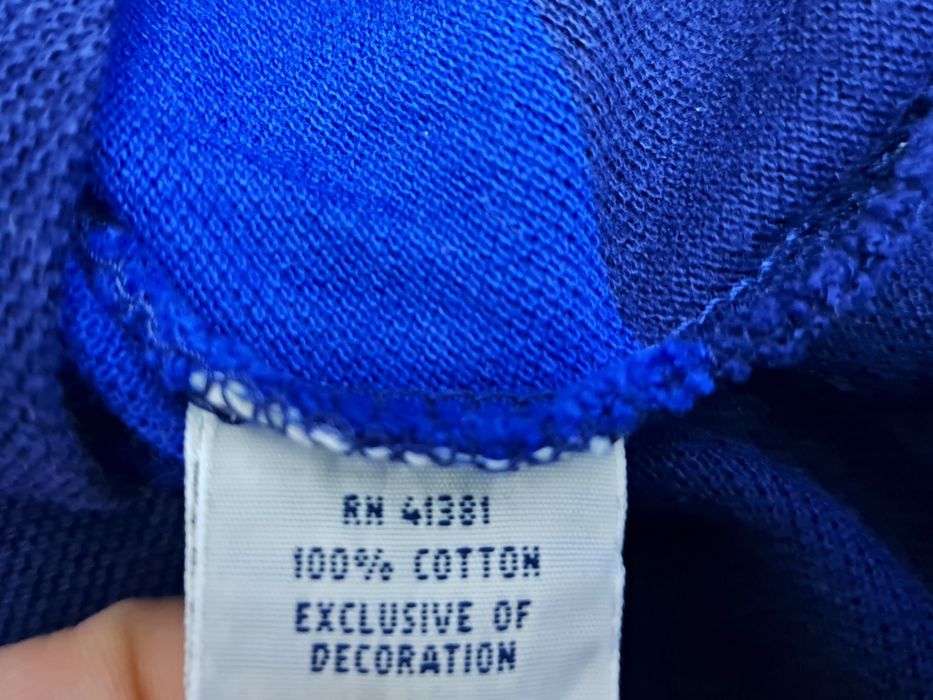 RN 41381
100% COTTON
EXCLUSIVE OF
DECORATION